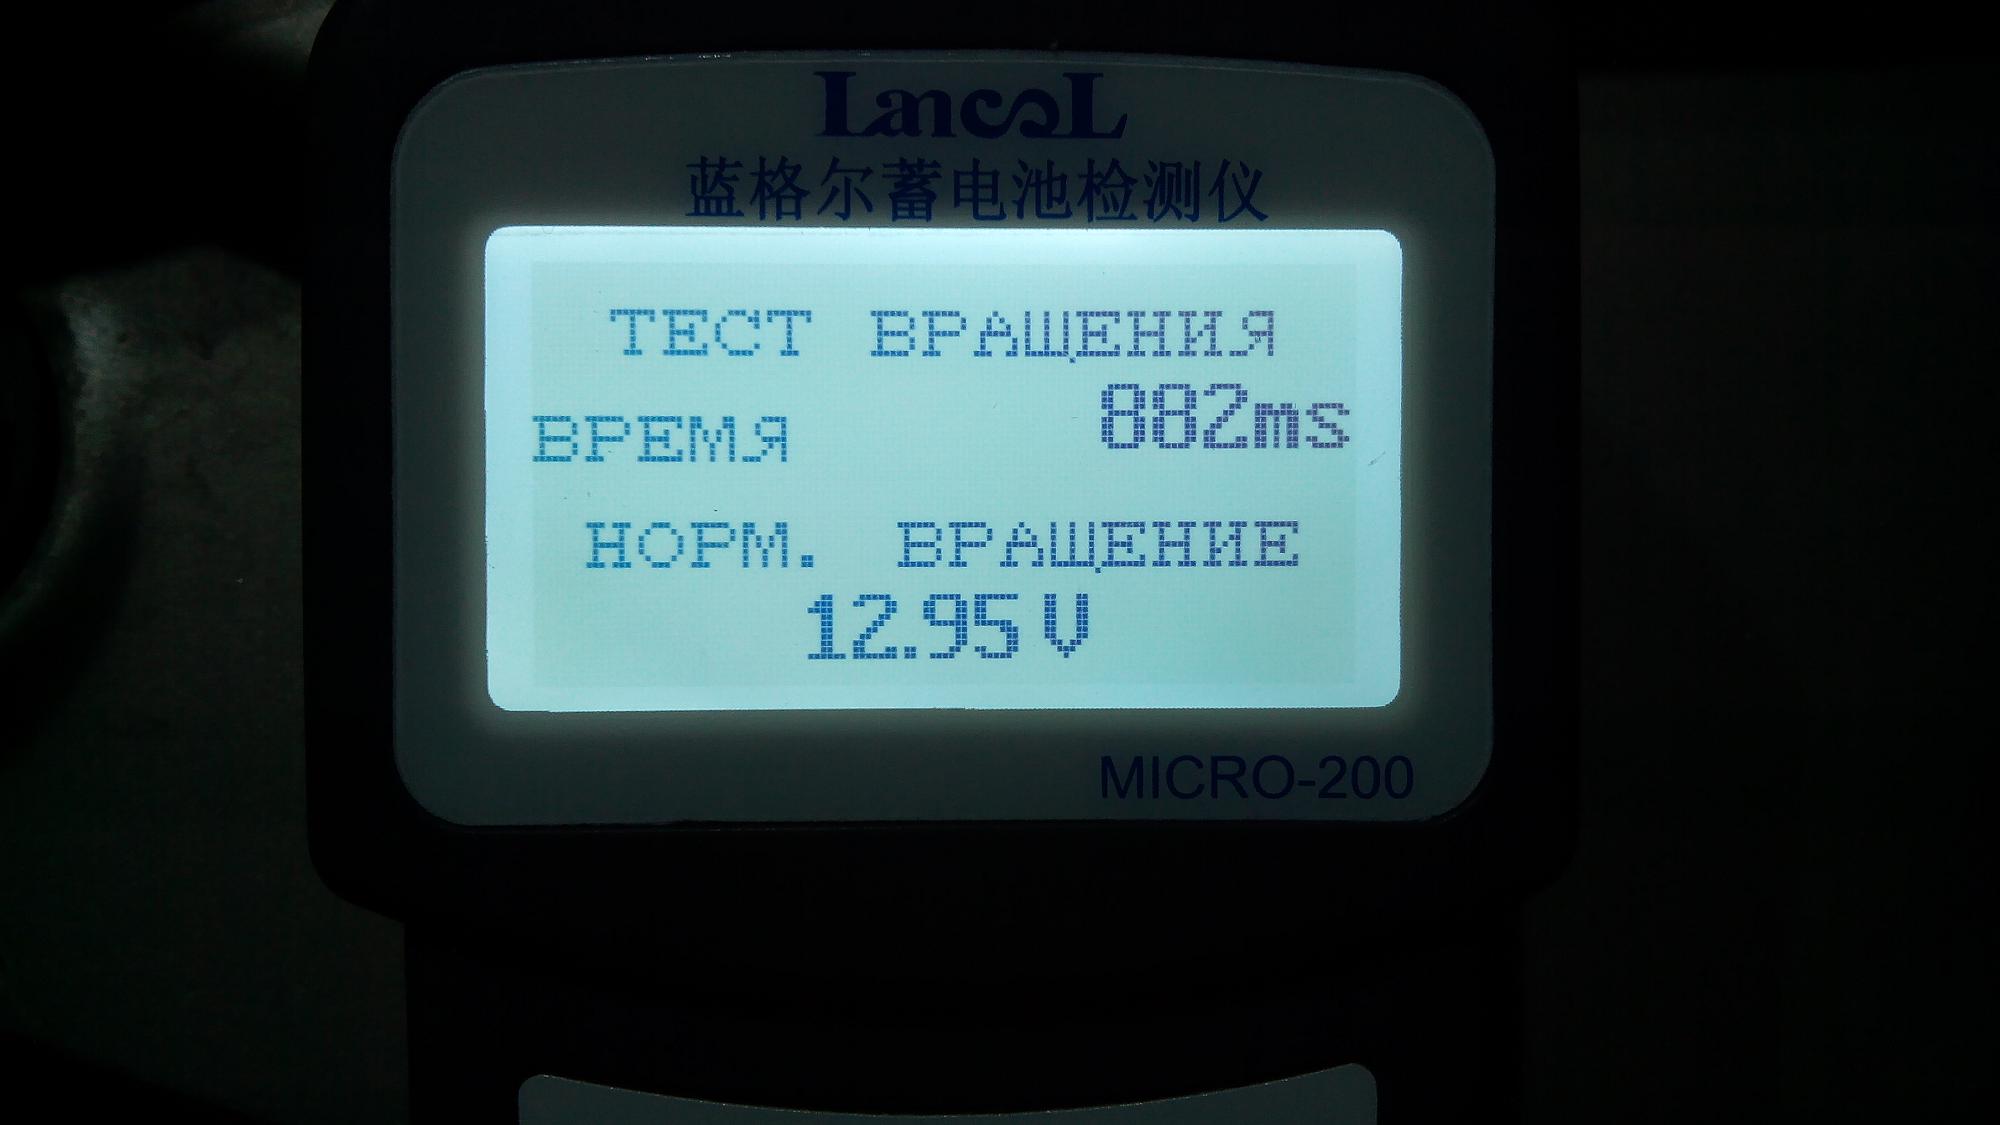 LancoL
蓝格尔蓄电池检测仪
ТЕСТ ВРАЩЕНИЯ
ВРЕМЯ 882ms
НОРМ. ВРАЩЕНИЕ
12.95 V
MICRO-200